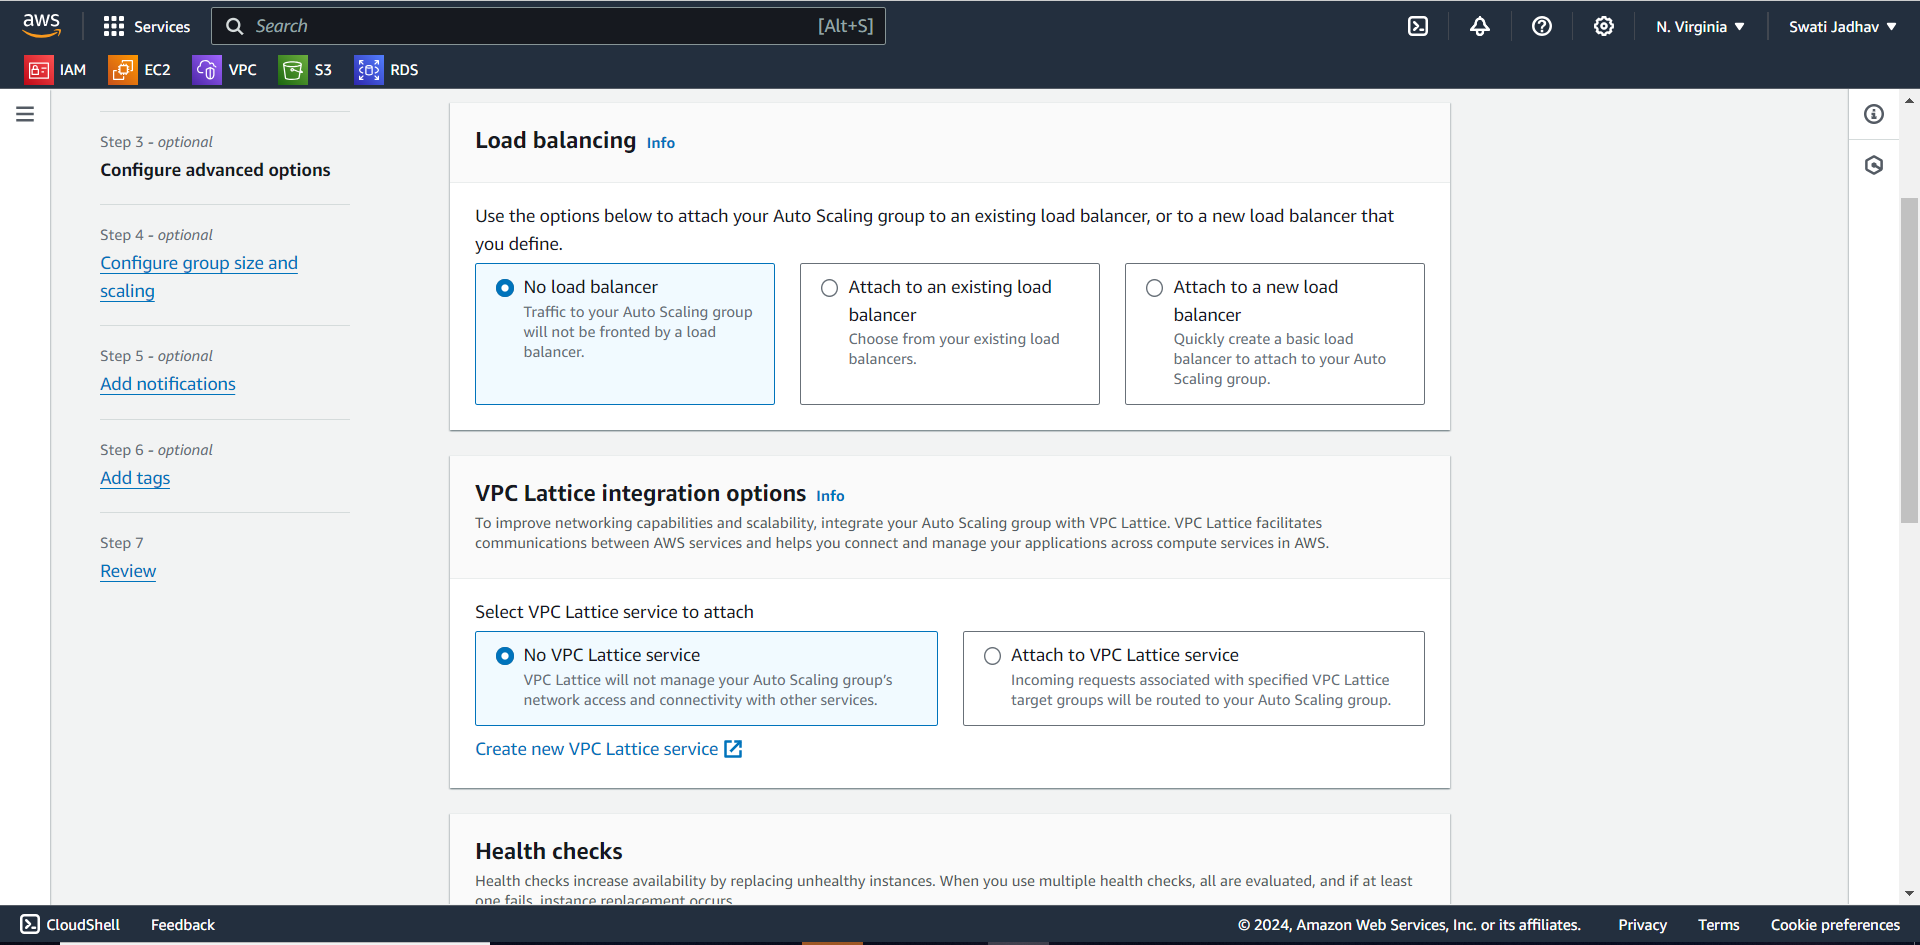 aws
Services
Search
[Alt+S]
N. Virginia
Swati Jadhav
IAM
EC2
VPC
S3
RDS
Step 3 - optional
Configure advanced options
Step 4 - optional
Configure group size and
scaling
Step 5 - optional
Add notifications
Step 6 - optional
Add tags
Step 7
Review
Load balancing Info
Use the options below to attach your Auto Scaling group to an existing load balancer, or to a new load balancer that
you define.
No load balancer
Traffic to your Auto Scaling group
will not be fronted by a load
balancer.
Attach to an existing load
balancer
Choose from your existing load
balancers.
Attach to a new load
balancer
Quickly create a basic load
balancer to attach to your Auto
Scaling group.
VPC Lattice integration options Info
To improve networking capabilities and scalability, integrate your Auto Scaling group with VPC Lattice. VPC Lattice facilitates
communications between AWS services and helps you connect and manage your applications across compute services in AWS.
Select VPC Lattice service to attach
No VPC Lattice service
VPC Lattice will not manage your Auto Scaling group's
network access and connectivity with other services.
Attach to VPC Lattice service
Incoming requests associated with specified VPC Lattice
target groups will be routed to your Auto Scaling group.
Create new VPC Lattice service
Health checks
Health checks increase availability by replacing unhealthy instances. When you use multiple health checks, all are evaluated, and if at least
one fails, instance replacement occurs.
CloudShell
Feedback
© 2024, Amazon Web Services, Inc. or its affiliates.
Privacy
Terms
Cookie preferences